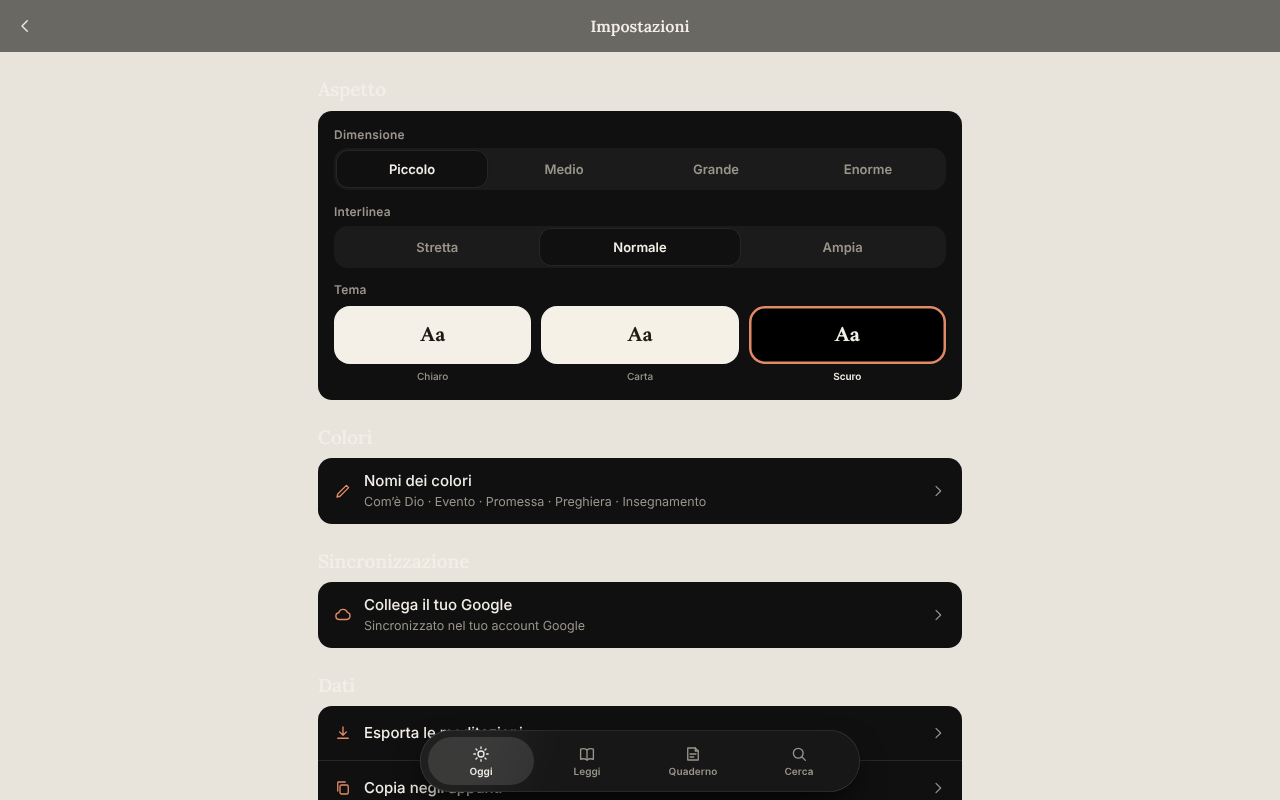 Impostazioni
Aspetto
Dimensione
Piccolo Medio Grande Enorme
Interlinea
Stretta Normale Ampia
Tema
Aa Aa Aa
Chiaro Carta Scuro
Colori
Nomi dei colori
Com'è Dio · Evento · Promessa · Preghiera · Insegnamento
Sincronizzazione
Collega il tuo Google
Sincronizzato nel tuo account Google
Dati
Esporta le meditazioni
Copia negli appunti
Oggi Leggi Quaderno Cerca